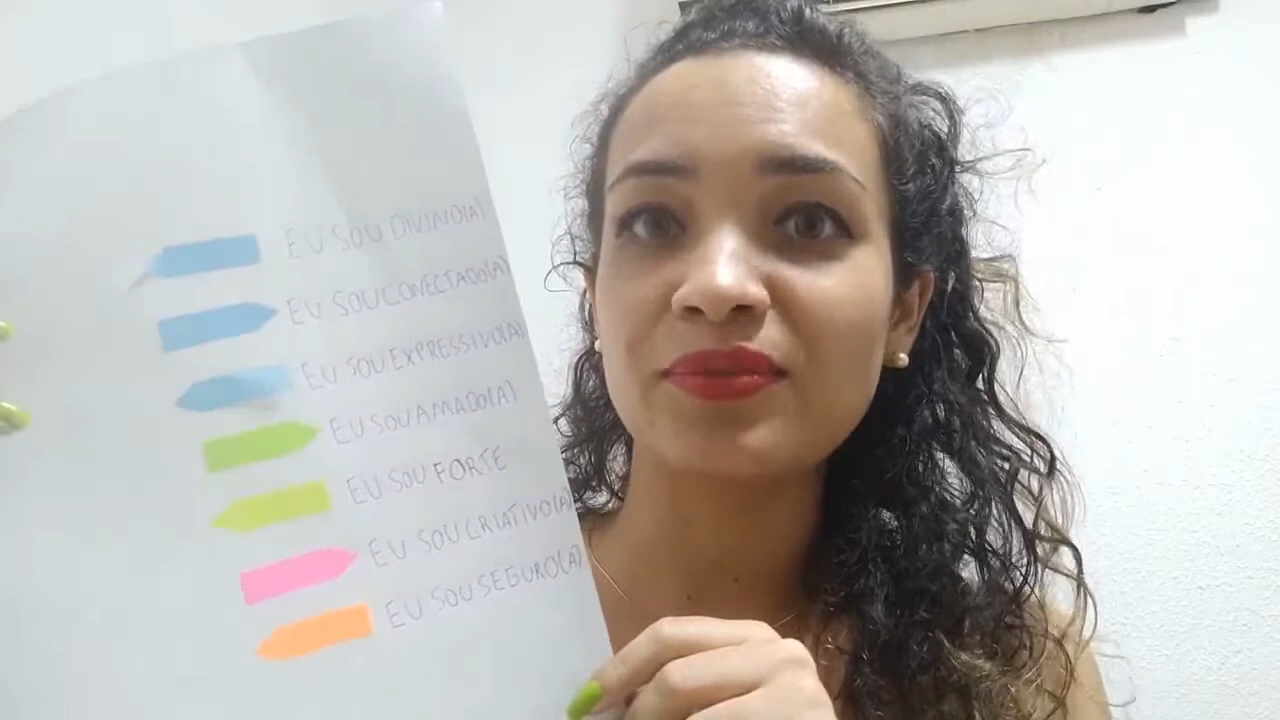 EU SOU DIVINO(A)
EU SOU CONECTADO(A)
EU SOU EXPRESSIVO(A)
EU SOU AMADO(A)
EU SOU FORTE
EU SOU CRIATIVO(A)
EU SOU SEGURO(A)